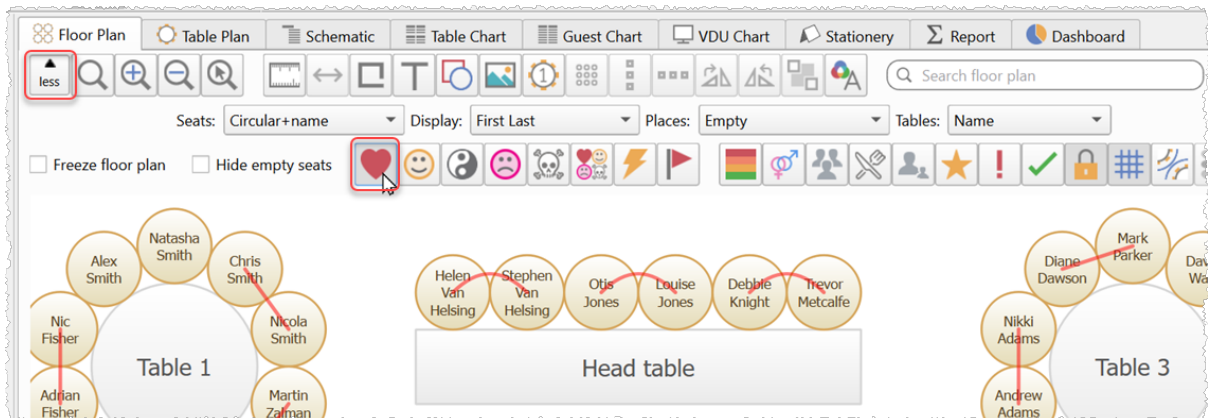 Floor Plan
Table Plan
Schematic
Table Chart
Guest Chart
VDU Chart
Stationery
Report
Dashboard
less
T
1
A
Search floor plan
Seats: Circular+name
Display: First Last
Places: Empty
Tables: Name
Freeze floor plan
Hide empty seats
Natasha
Smith
Alex
Smith
Chris
Smith
Nic
Fisher
Nicola
Smith
Adrian
Fisher
Martin
Zalman
Table 1
Helen
Van
Helsing
Stephen
Van
Helsing
Otis
Jones
Louise
Jones
Debbie
Knight
Trevor
Metcalfe
Head table
Mark
Parker
Diane
Dawson
Nikki
Adams
Andrew
Adams
Table 3